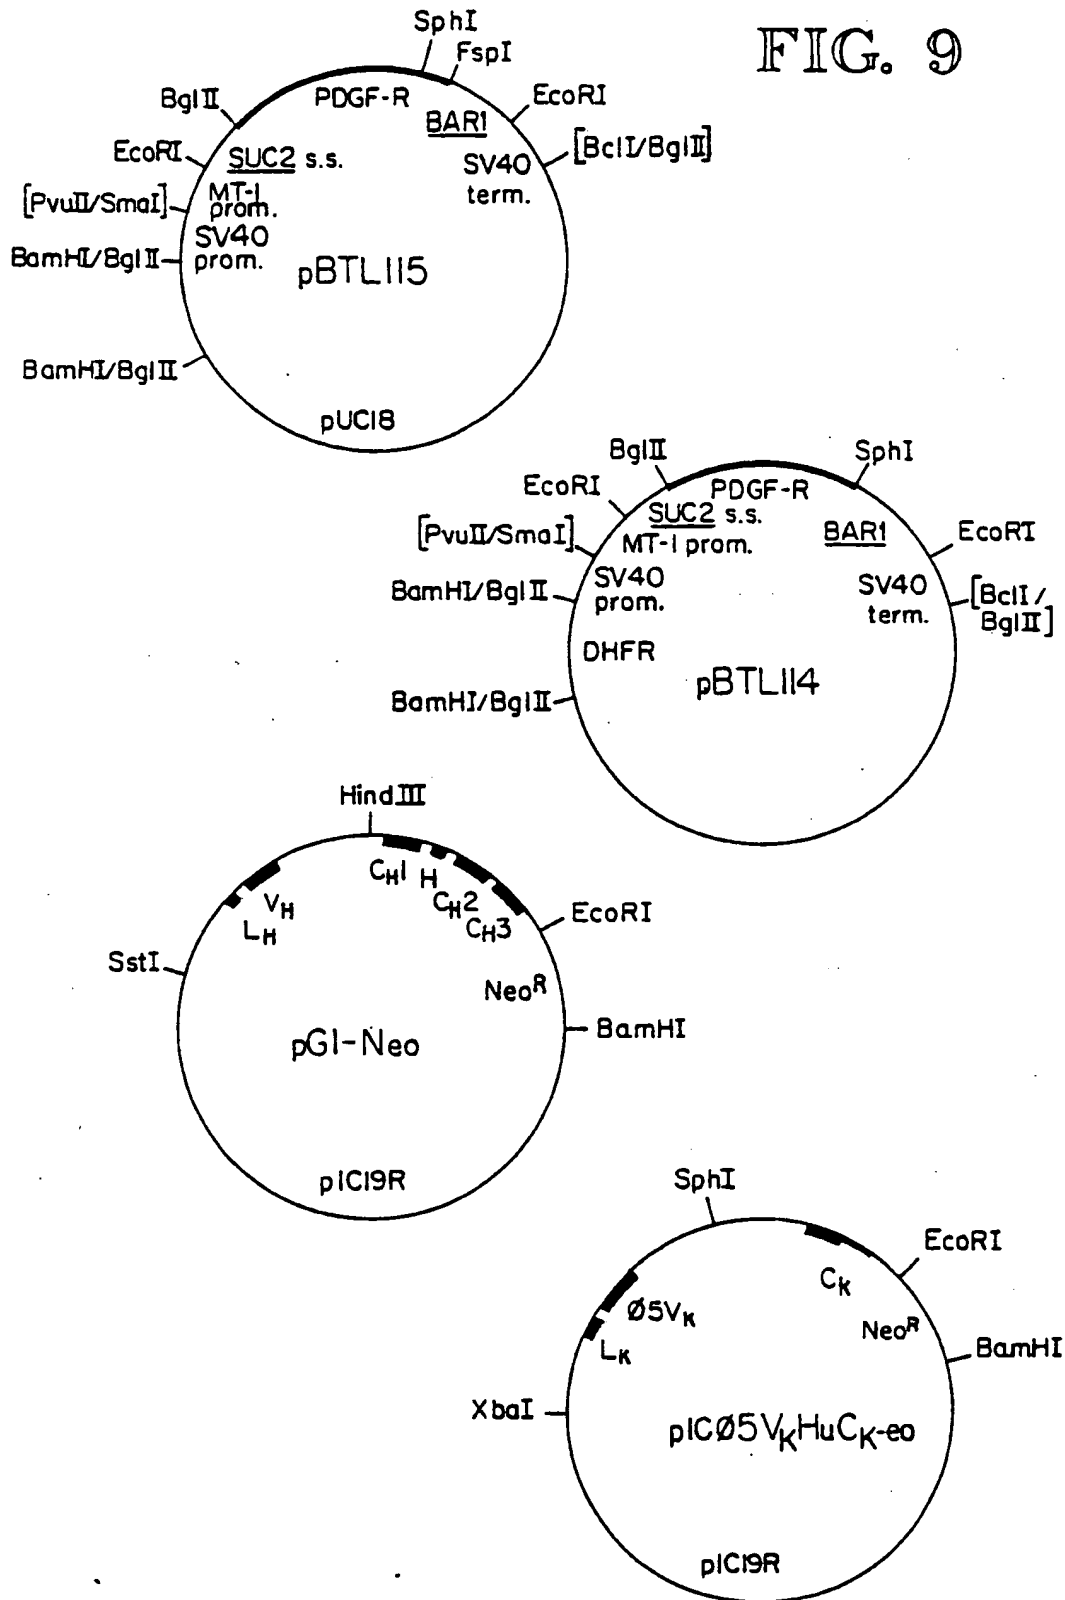 FIG. 9
SphI
FspI
BglII
PDGF-R
EcoRI
BAR1
EcoRI
SUC2 s.s.
[BclI/BglII]
SV40
term.
[PvuII/SmaI]
MT-I
prom.
BamHI/BglII
SV40
prom.
pBTL115
BamHI/BglII
pUC18
BglII
SphI
EcoRI
PDGF-R
SUC2 s.s.
[PvuII/SmaI]
MT-I prom.
BAR1
EcoRI
BamHI/BglII
SV40
prom.
SV40
term.
[BclI/
BglII]
DHFR
pBTL114
BamHI/BglII
HindIII
CH1
H
CH2
CH3
VH
LH
EcoRI
SstI
NeoR
BamHI
pG1-Neo
pIC19R
SphI
EcoRI
CK
Ø5VK
NeoR
LK
BamHI
XbaI
pICØ5VKHuCK-eo
pIC19R